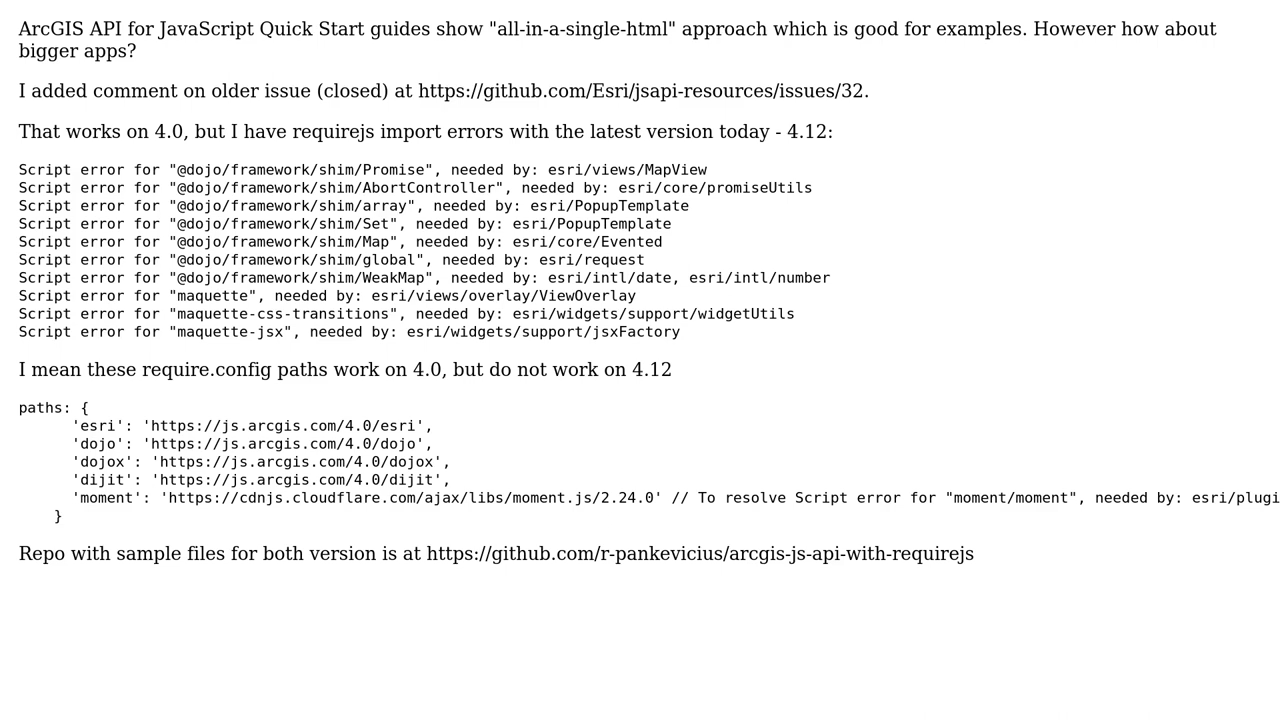 ArcGIS API for JavaScript Quick Start guides show "all-in-a-single-html" approach which is good for examples. However how about
bigger apps?
I added comment on older issue (closed) at https://github.com/Esri/jsapi-resources/issues/32.
That works on 4.0, but I have requirejs import errors with the latest version today - 4.12:
Script error for "@dojo/framework/shim/Promise", needed by: esri/views/MapView
Script error for "@dojo/framework/shim/AbortController", needed by: esri/core/promiseUtils
Script error for "@dojo/framework/shim/array", needed by: esri/PopupTemplate
Script error for "@dojo/framework/shim/Set", needed by: esri/PopupTemplate
Script error for "@dojo/framework/shim/Map", needed by: esri/core/Evented
Script error for "@dojo/framework/shim/global", needed by: esri/request
Script error for "@dojo/framework/shim/WeakMap", needed by: esri/intl/date, esri/intl/number
Script error for "maquette", needed by: esri/views/overlay/ViewOverlay
Script error for "maquette-css-transitions", needed by: esri/widgets/support/widgetUtils
Script error for "maquette-jsx", needed by: esri/widgets/support/jsxFactory
I mean these require.config paths work on 4.0, but do not work on 4.12
paths: {
      'esri': 'https://js.arcgis.com/4.0/esri',
      'dojo': 'https://js.arcgis.com/4.0/dojo',
      'dojox': 'https://js.arcgis.com/4.0/dojox',
      'dijit': 'https://js.arcgis.com/4.0/dijit',
      'moment': 'https://cdnjs.cloudflare.com/ajax/libs/moment.js/2.24.0' // To resolve Script error for "moment/moment", needed by: esri/plugi
    }
Repo with sample files for both version is at https://github.com/r-pankevicius/arcgis-js-api-with-requirejs